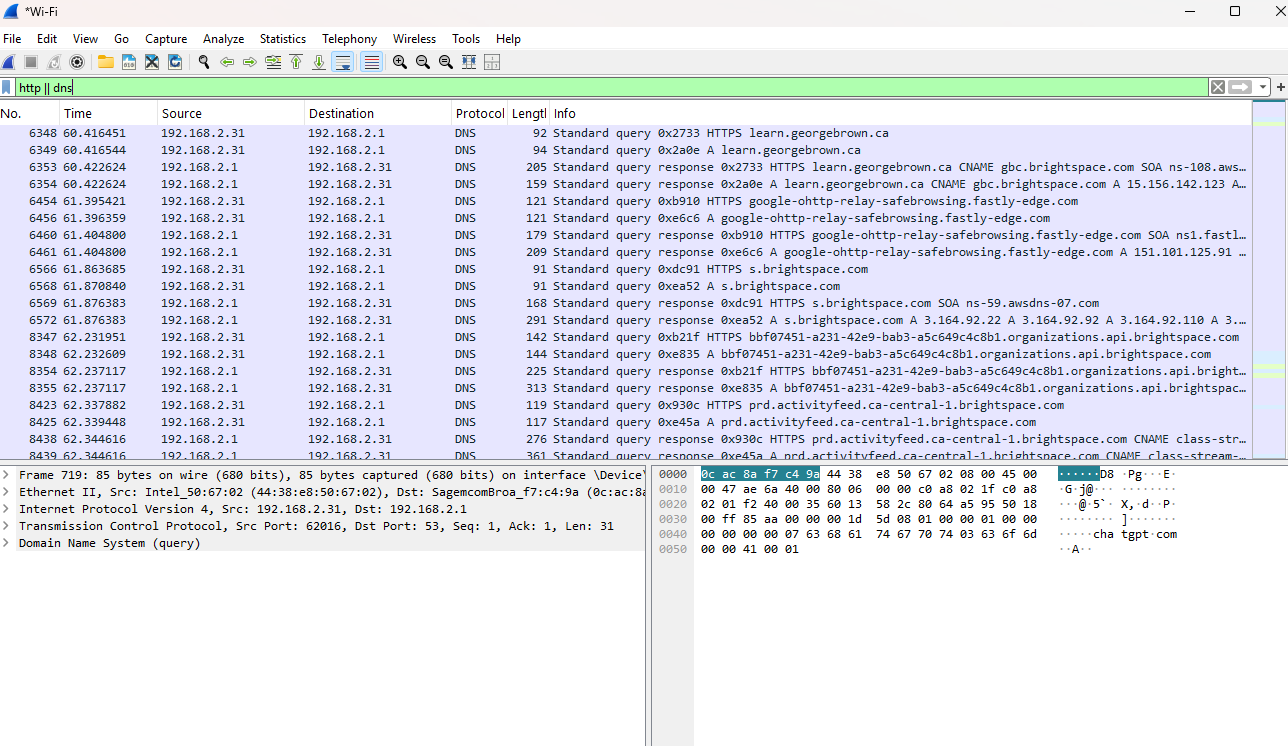 *Wi-Fi
File Edit View Go Capture Analyze Statistics Telephony Wireless Tools Help
http || dns
No. Time Source Destination Protocol Lengtl Info
6348 60.416451 192.168.2.31 192.168.2.1 DNS 92 Standard query 0x2733 HTTPS learn.georgebrown.ca
6349 60.416544 192.168.2.31 192.168.2.1 DNS 94 Standard query 0x2a0e A learn.georgebrown.ca
6353 60.422624 192.168.2.1 192.168.2.31 DNS 205 Standard query response 0x2733 HTTPS learn.georgebrown.ca CNAME gbc.brightspace.com SOA ns-108.aws…
6354 60.422624 192.168.2.1 192.168.2.31 DNS 159 Standard query response 0x2a0e A learn.georgebrown.ca CNAME gbc.brightspace.com A 15.156.142.123 A…
6454 61.395421 192.168.2.31 192.168.2.1 DNS 121 Standard query 0xb910 HTTPS google-ohttp-relay-safebrowsing.fastly-edge.com
6456 61.396359 192.168.2.31 192.168.2.1 DNS 121 Standard query 0xe6c6 A google-ohttp-relay-safebrowsing.fastly-edge.com
6460 61.404800 192.168.2.1 192.168.2.31 DNS 179 Standard query response 0xb910 HTTPS google-ohttp-relay-safebrowsing.fastly-edge.com SOA ns1.fastl…
6461 61.404800 192.168.2.1 192.168.2.31 DNS 209 Standard query response 0xe6c6 A google-ohttp-relay-safebrowsing.fastly-edge.com A 151.101.125.91 …
6566 61.863685 192.168.2.31 192.168.2.1 DNS 91 Standard query 0xdc91 HTTPS s.brightspace.com
6568 61.870840 192.168.2.31 192.168.2.1 DNS 91 Standard query 0xea52 A s.brightspace.com
6569 61.876383 192.168.2.1 192.168.2.31 DNS 168 Standard query response 0xdc91 HTTPS s.brightspace.com SOA ns-59.awsdns-07.com
6572 61.876383 192.168.2.1 192.168.2.31 DNS 291 Standard query response 0xea52 A s.brightspace.com A 3.164.92.22 A 3.164.92.92 A 3.164.92.110 A 3.…
8347 62.231951 192.168.2.31 192.168.2.1 DNS 142 Standard query 0xb21f HTTPS bbf07451-a231-42e9-bab3-a5c649c4c8b1.organizations.api.brightspace.com
8348 62.232609 192.168.2.31 192.168.2.1 DNS 144 Standard query 0xe835 A bbf07451-a231-42e9-bab3-a5c649c4c8b1.organizations.api.brightspace.com
8354 62.237117 192.168.2.1 192.168.2.31 DNS 225 Standard query response 0xb21f HTTPS bbf07451-a231-42e9-bab3-a5c649c4c8b1.organizations.api.bright…
8355 62.237117 192.168.2.1 192.168.2.31 DNS 313 Standard query response 0xe835 A bbf07451-a231-42e9-bab3-a5c649c4c8b1.organizations.api.brightspac…
8423 62.337882 192.168.2.31 192.168.2.1 DNS 119 Standard query 0x930c HTTPS prd.activityfeed.ca-central-1.brightspace.com
8425 62.339448 192.168.2.31 192.168.2.1 DNS 117 Standard query 0xe45a A prd.activityfeed.ca-central-1.brightspace.com
8438 62.344616 192.168.2.1 192.168.2.31 DNS 276 Standard query response 0x930c HTTPS prd.activityfeed.ca-central-1.brightspace.com CNAME class-str…
8439 62.344616 192.168.2.1 192.168.2.31 DNS 361 Standard query response 0xe45a A prd.activityfeed.ca-central-1.brightspace.com CNAME class-stream-…
Frame 719: 85 bytes on wire (680 bits), 85 bytes captured (680 bits) on interface \Device\
Ethernet II, Src: Intel_50:67:02 (44:38:e8:50:67:02), Dst: SagemcomBroa_f7:c4:9a (0c:ac:8a
Internet Protocol Version 4, Src: 192.168.2.31, Dst: 192.168.2.1
Transmission Control Protocol, Src Port: 62016, Dst Port: 53, Seq: 1, Ack: 1, Len: 31
Domain Name System (query)
0000 0c ac 8a f7 c4 9a 44 38 e8 50 67 02 08 00 45 00 ······D8 ·Pg···E·
0010 00 47 ae 6a 40 00 80 06 00 00 c0 a8 02 1f c0 a8 ·G·j@··· ········
0020 02 01 f2 40 00 35 60 13 58 2c 80 64 a5 95 50 18 ···@·5`· X,·d··P·
0030 00 ff 85 aa 00 00 00 1d 5d 08 01 00 00 01 00 00 ········ ]·······
0040 00 00 00 00 07 63 68 61 74 67 70 74 03 63 6f 6d ·····cha tgpt·com
0050 00 00 41 00 01 ··A··